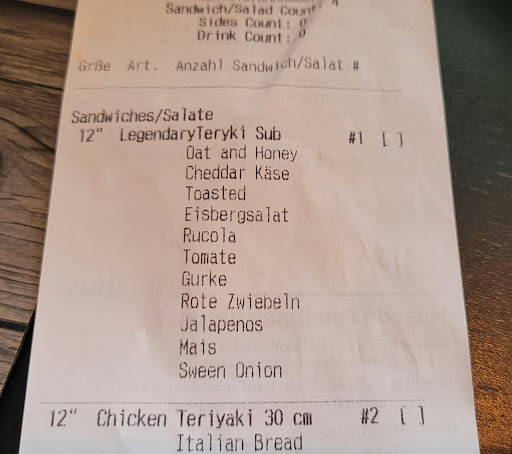 Sandwich/Salad Count: 4
Sides Count: 0
Drink Count: 0
Grße Art. Anzahl Sandwich/Salat #
Sandwiches/Salate
12" LegendaryTeryki Sub #1 [ ]
Oat and Honey
Cheddar Käse
Toasted
Eisbergsalat
Rucola
Tomate
Gurke
Rote Zwiebeln
Jalapenos
Mais
Sween Onion
12" Chicken Teriyaki 30 cm #2 [ ]
Italian Bread